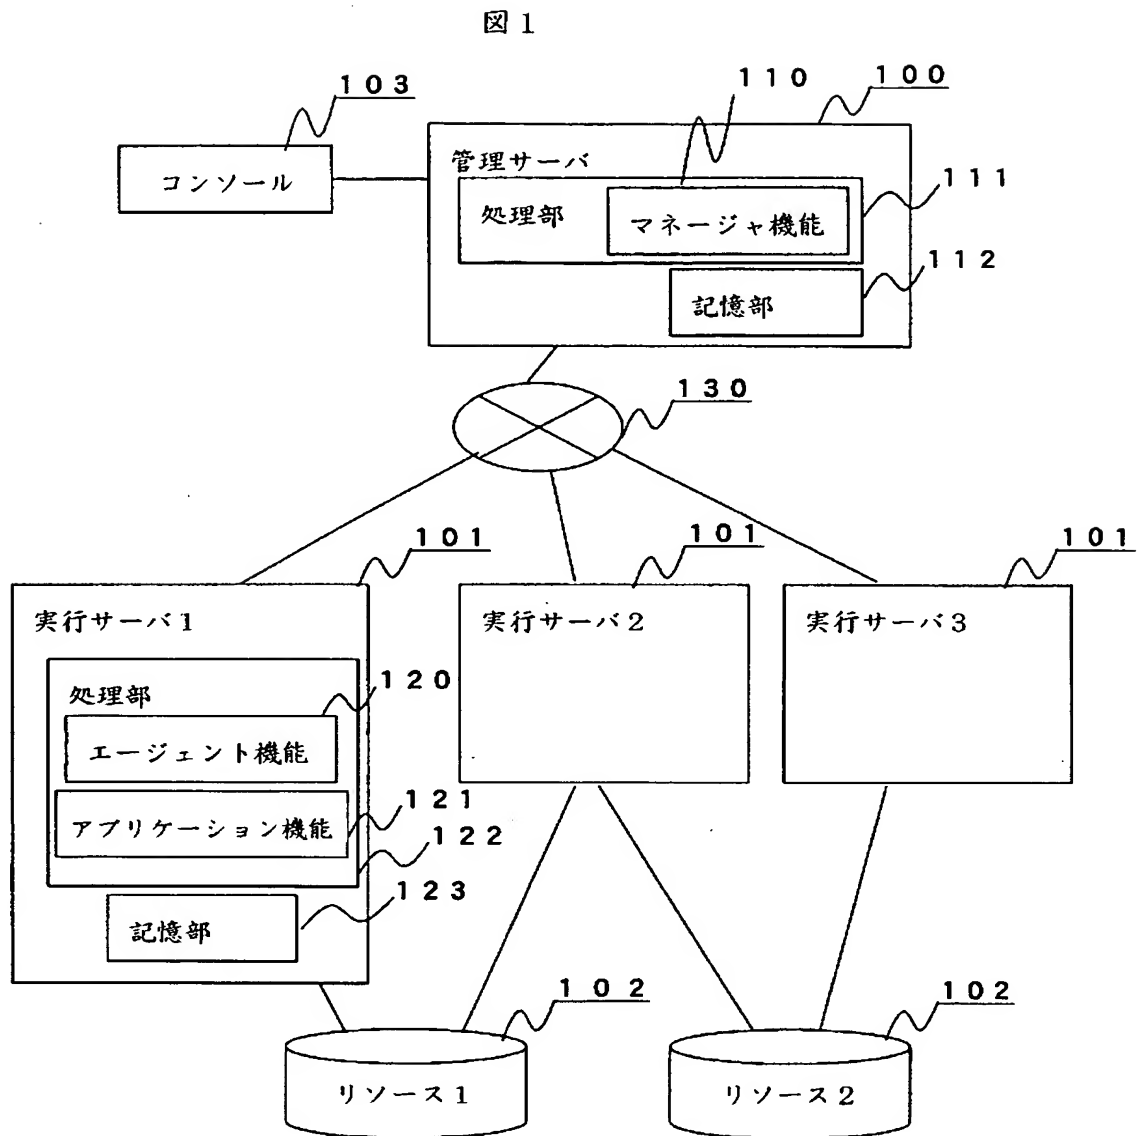 図1
103
110
100
コンソール
管理サーバ
処理部
マネージャ機能
111
112
記憶部
130
101
101
101
実行サーバ1
実行サーバ2
実行サーバ3
処理部
120
エージェント機能
アプリケーション機能
121
122
123
記憶部
102
102
リソース1
リソース2